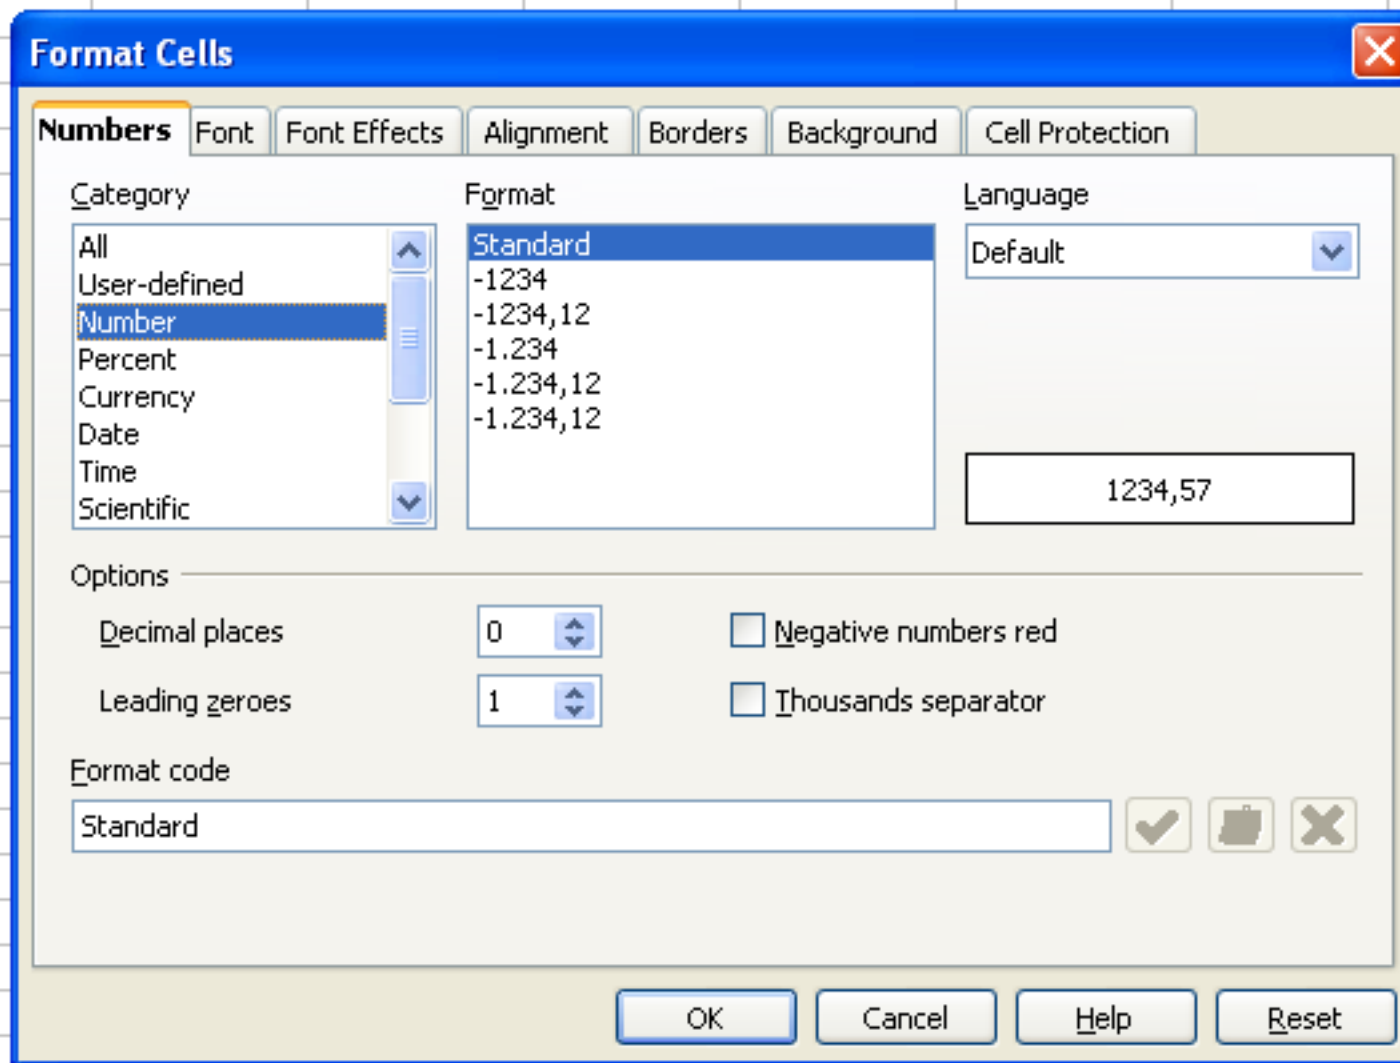 Format Cells
Numbers Font Font Effects Alignment Borders Background Cell Protection
Category
All
User-defined
Number
Percent
Currency
Date
Time
Scientific
Format
Standard
-1234
-1234,12
-1.234
-1.234,12
-1.234,12
Language
Default
1234,57
Options
Decimal places 0 Negative numbers red
Leading zeroes 1 Thousands separator
Format code
Standard
OK Cancel Help Reset